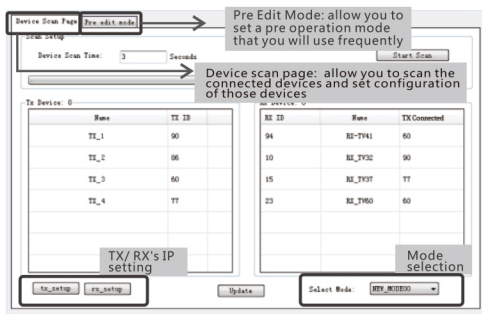 Device Scan Page
Pre edit mode
Pre Edit Mode: allow you to
set a pre operation mode
that you will use frequently
Scan Setup
Device Scan Time:
3
Seconds
Start Scan
Device scan page: allow you to scan the
connected devices and set configuration
of those devices
Tx Device: 0
Rx Device: 0
Name TX ID
TX_1 90
TX_2 86
TX_3 60
TX_4 77
RX ID Name TX Connected
94 RX-TV41 60
10 RX_TV32 90
15 RX_TV37 77
23 RX_TV60 60
TX/ RX's IP
setting
Mode
selection
tx_setup
rx_setup
Update
Select Mode:
NEW_MODE00